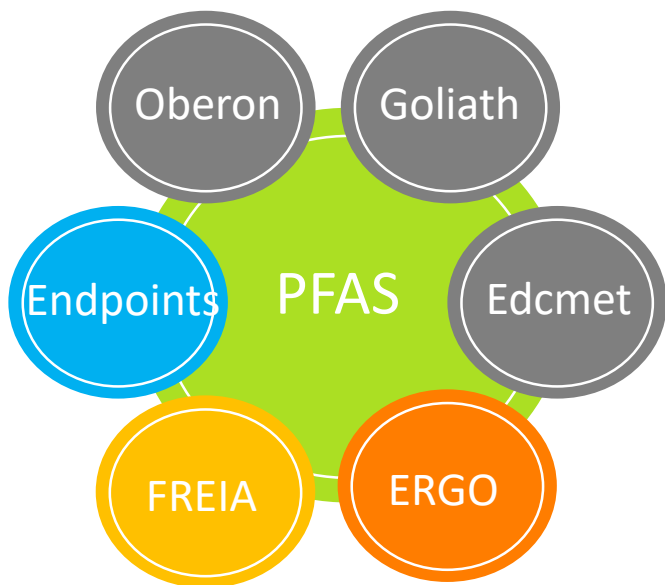 Oberon
Goliath
Endpoints
PFAS
Edcmet
FREIA
ERGO